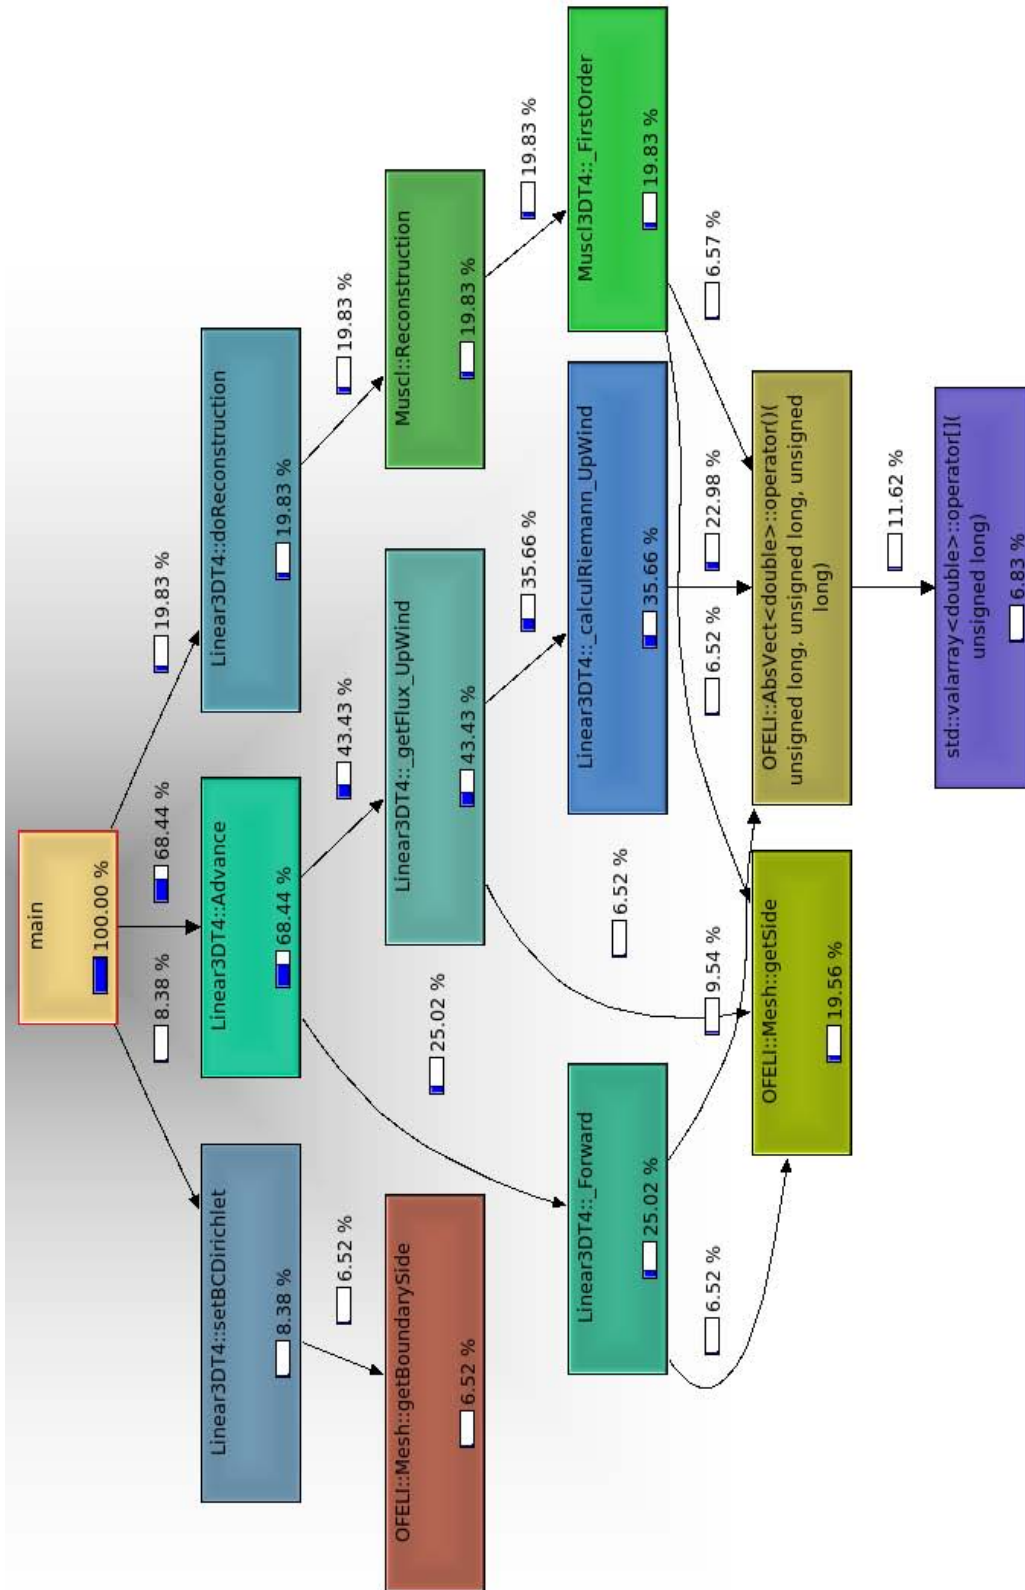 main
100.00 %
8.38 %
68.44 %
19.83 %
Linear3DT4::setBCDirichlet
8.38 %
Linear3DT4::Advance
68.44 %
Linear3DT4::doReconstruction
19.83 %
6.52 %
25.02 %
43.43 %
19.83 %
OFELI::Mesh::getBoundarySide
6.52 %
Linear3DT4::_getFlux_UpWind
43.43 %
Muscl::Reconstruction
19.83 %
6.52 %
35.66 %
19.83 %
Linear3DT4::_Forward
25.02 %
Linear3DT4::_calculRiemann_UpWind
35.66 %
Muscl3DT4::_FirstOrder
19.83 %
6.52 %
9.54 %
6.52 %
22.98 %
6.57 %
OFELI::Mesh::getSide
19.56 %
OFELI::AbsVect<double>::operator()(
unsigned long, unsigned long, unsigned
long)
11.62 %
std::valarray<double>::operator[](
unsigned long)
6.83 %